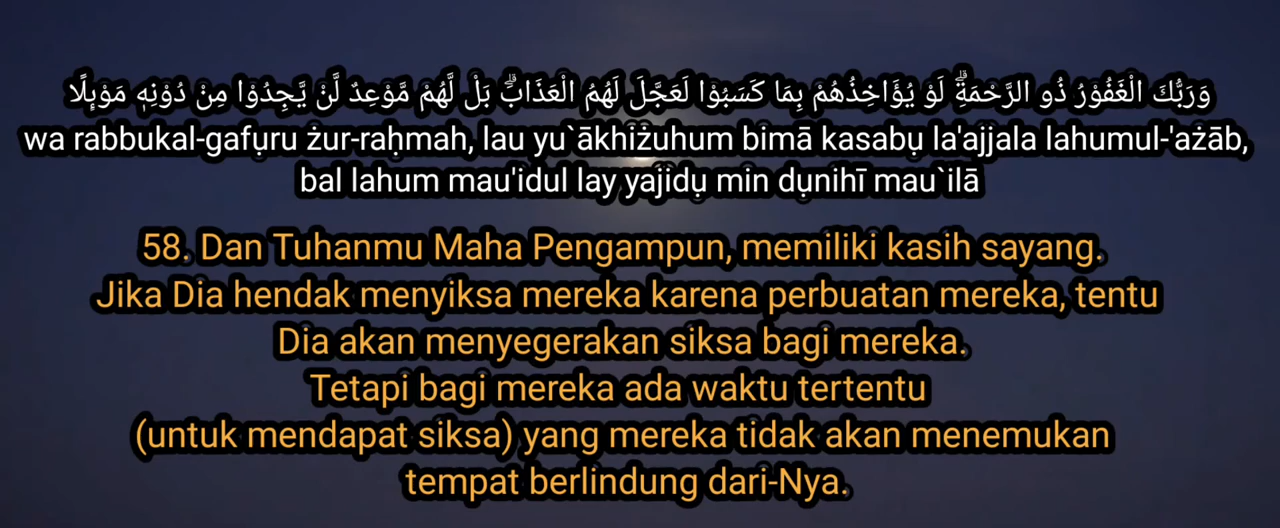 وَرَبُّكَ الْغَفُوْرُ ذُو الرَّحْمَةِۗ لَوْ يُؤَاخِذُهُمْ بِمَا كَسَبُوْا لَعَجَّلَ لَهُمُ الْعَذَابَۗ بَلْ لَّهُمْ مَّوْعِدٌ لَّنْ يَّجِدُوْا مِنْ دُوْنِهٖ مَوْىِٕلًا
wa rabbukal-gafụru żur-raḥmah, lau yu`ākhiżuhum bimā kasabụ la'ajjala lahumul-'ażāb,
bal lahum mau'idul lay yajidụ min dụnihī mau`ilā
58. Dan Tuhanmu Maha Pengampun, memiliki kasih sayang.
Jika Dia hendak menyiksa mereka karena perbuatan mereka, tentu
Dia akan menyegerakan siksa bagi mereka.
Tetapi bagi mereka ada waktu tertentu
(untuk mendapat siksa) yang mereka tidak akan menemukan
tempat berlindung dari-Nya.